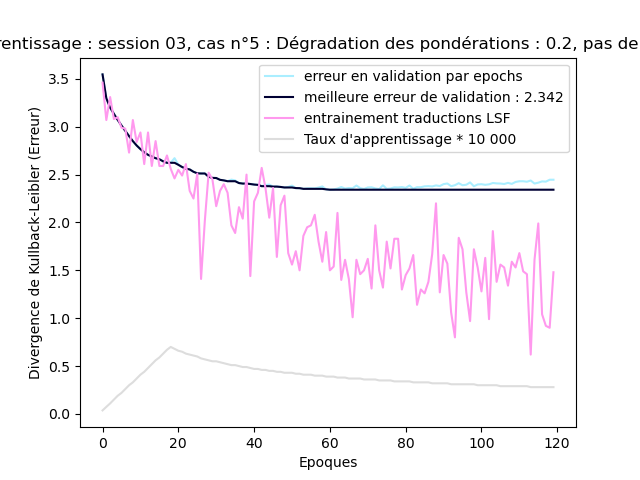 rentissage : session 03, cas n°5 : Dégradation des pondérations : 0.2, pas de
erreur en validation par epochs
meilleure erreur de validation : 2.342
entrainement traductions LSF
Taux d'apprentissage * 10 000
Divergence de Kullback-Leibler (Erreur)
3.5
3.0
2.5
2.0
1.5
1.0
0.5
0.0
0 20 40 60 80 100 120
Epoques